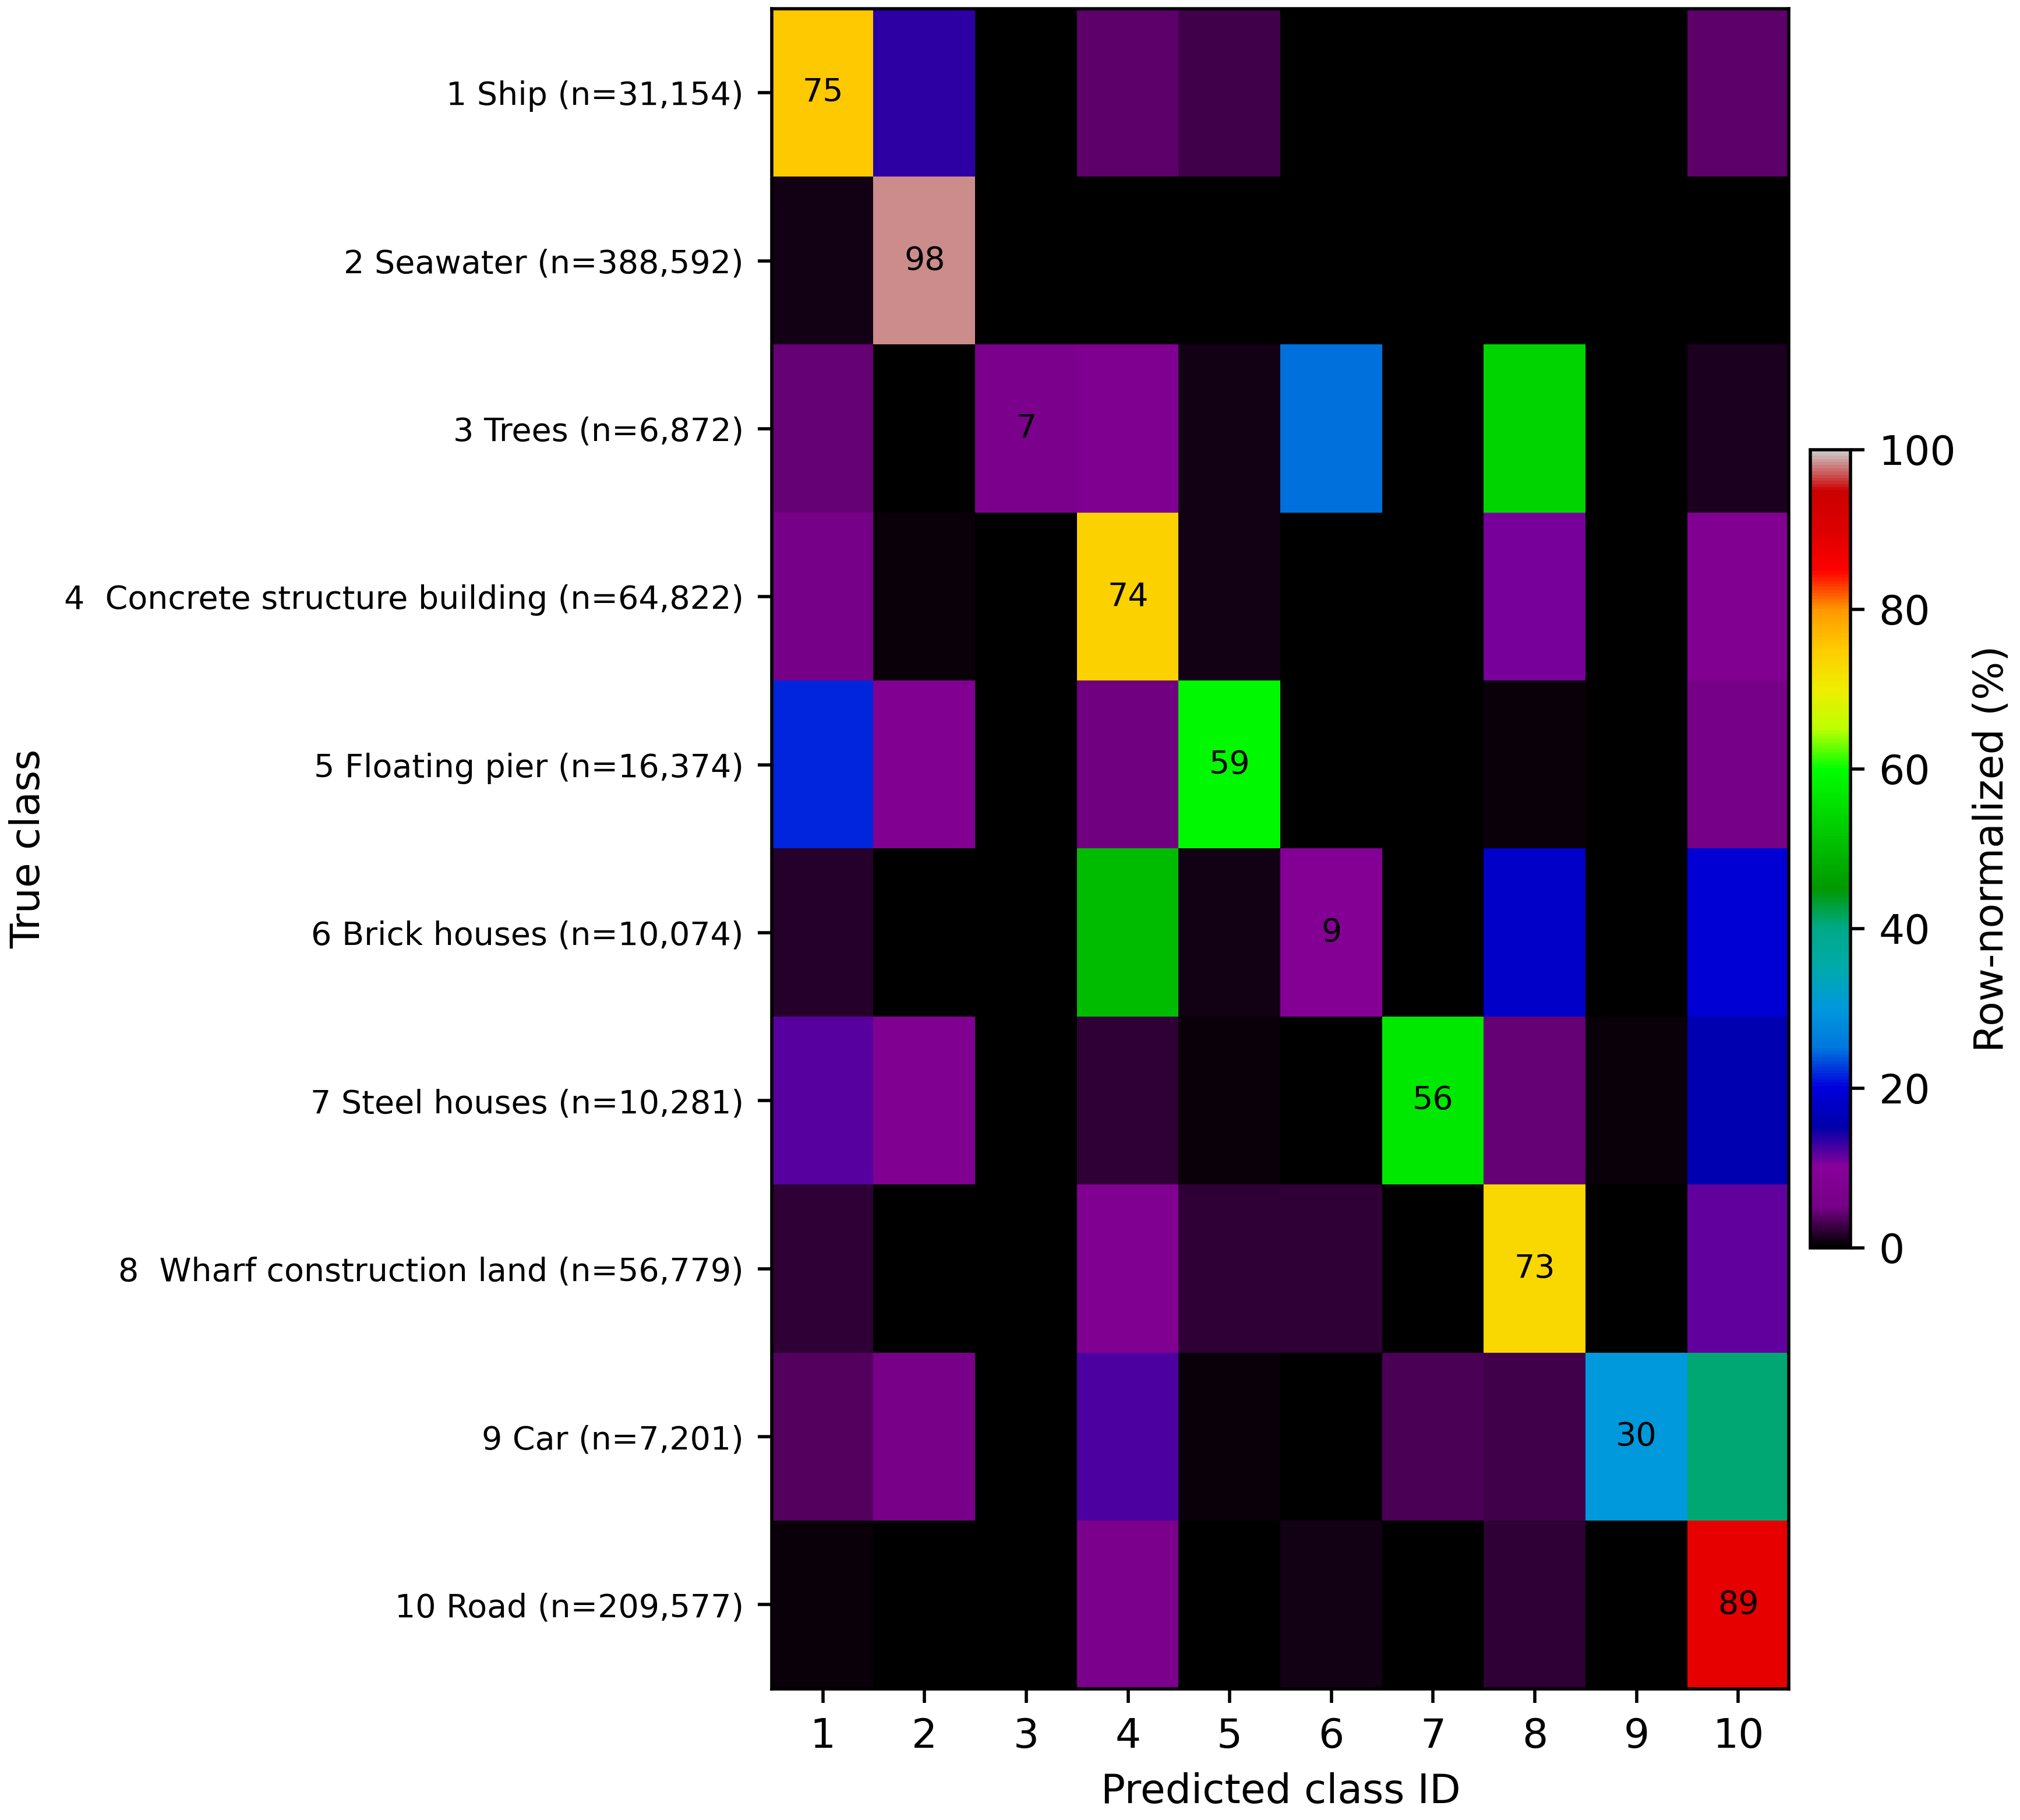 True class
1 Ship (n=31,154)
2 Seawater (n=388,592)
3 Trees (n=6,872)
4  Concrete structure building (n=64,822)
5 Floating pier (n=16,374)
6 Brick houses (n=10,074)
7 Steel houses (n=10,281)
8  Wharf construction land (n=56,779)
9 Car (n=7,201)
10 Road (n=209,577)
75
98
7
74
59
9
56
73
30
89
1 2 3 4 5 6 7 8 9 10
Predicted class ID
100
80
60
40
20
0
Row-normalized (%)